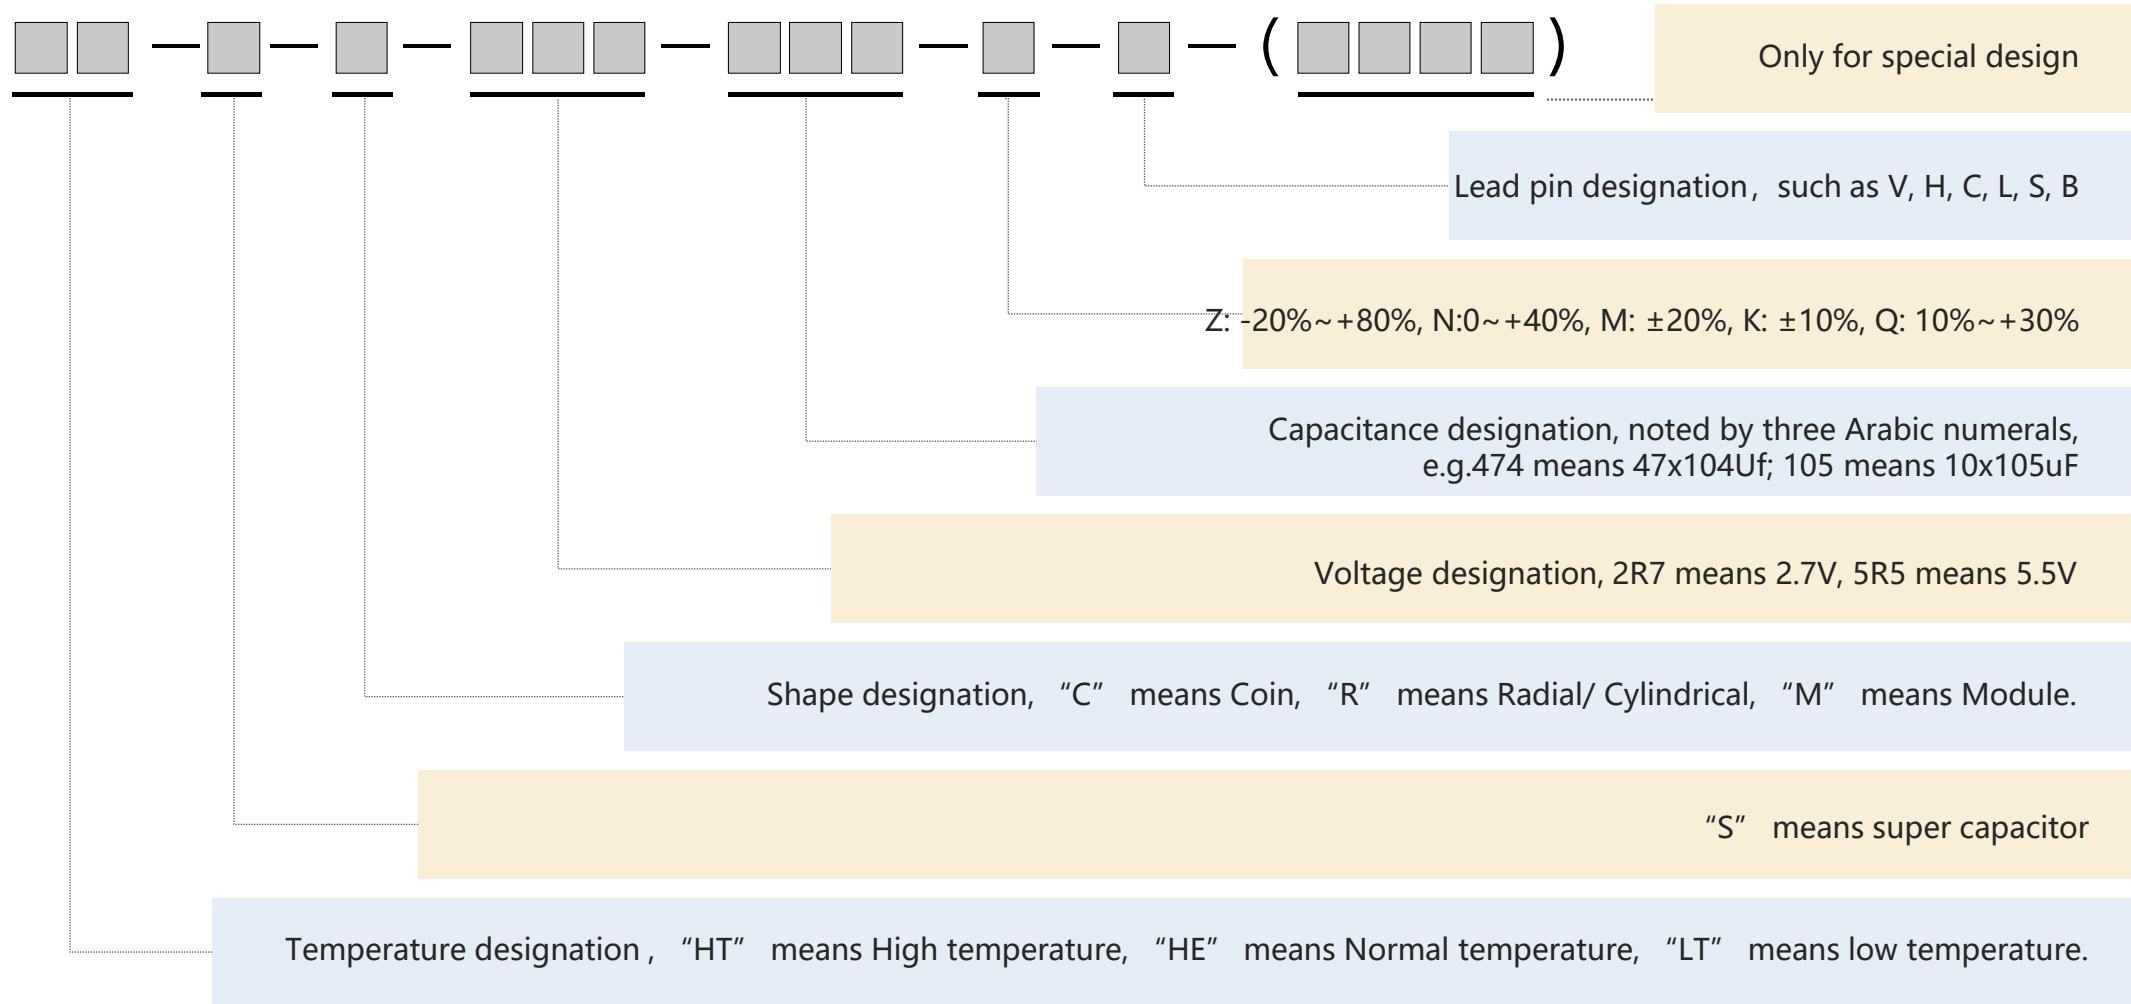 ( )
Only for special design
Lead pin designation, such as V, H, C, L, S, B
Z: -20%~+80%, N:0~+40%, M: ±20%, K: ±10%, Q: 10%~+30%
Capacitance designation, noted by three Arabic numerals,
e.g.474 means 47x104Uf; 105 means 10x105uF
Voltage designation, 2R7 means 2.7V, 5R5 means 5.5V
Shape designation, “C” means Coin, “R” means Radial/ Cylindrical, “M” means Module.
“S” means super capacitor
Temperature designation , “HT” means High temperature, “HE” means Normal temperature, “LT” means low temperature.